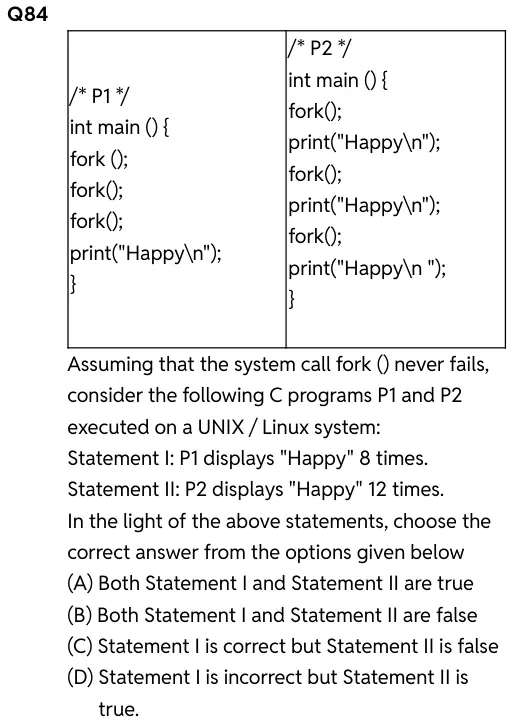 Q84
/* P1 */
int main () {
fork ();
fork();
fork();
print("Happy\n");
}
/* P2 */
int main () {
fork();
print("Happy\n");
fork();
print("Happy\n");
fork();
print("Happy\n ");
}
Assuming that the system call fork () never fails,
consider the following C programs P1 and P2
executed on a UNIX / Linux system:
Statement I: P1 displays "Happy" 8 times.
Statement II: P2 displays "Happy" 12 times.
In the light of the above statements, choose the
correct answer from the options given below
(A) Both Statement I and Statement II are true
(B) Both Statement I and Statement II are false
(C) Statement I is correct but Statement II is false
(D) Statement I is incorrect but Statement II is
true.